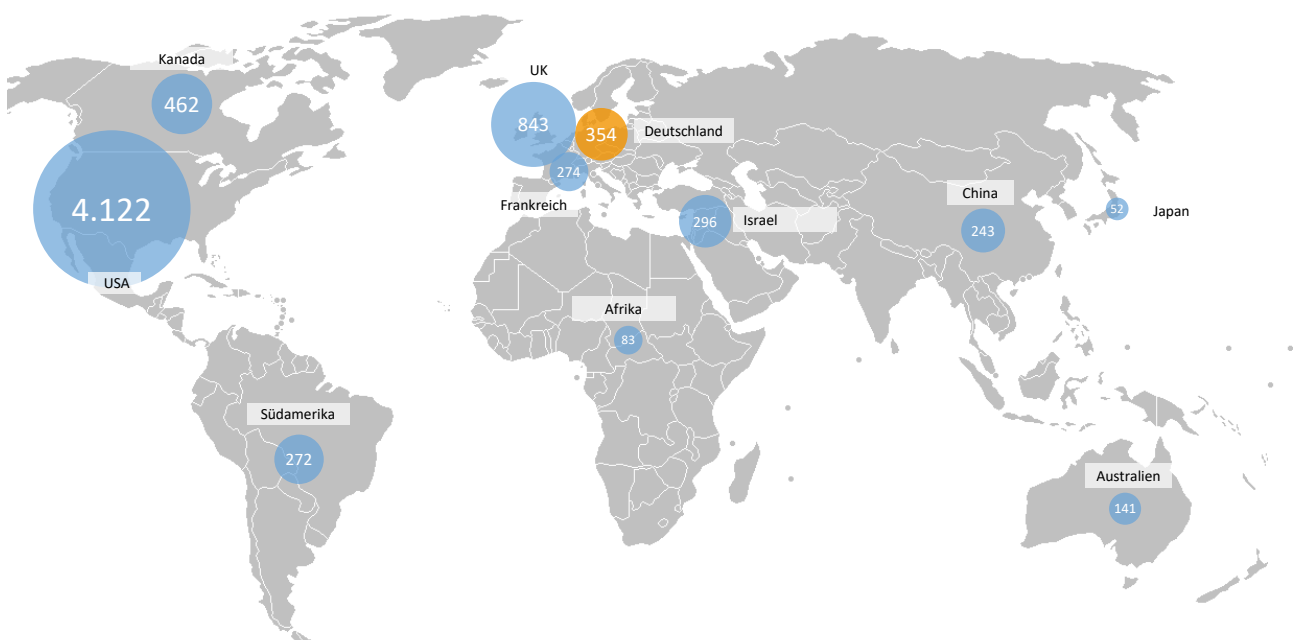 Kanada
462
UK
843
354
Deutschland
274
Frankreich
4.122
USA
296
Israel
China
243
52
Japan
Afrika
83
Südamerika
272
Australien
141